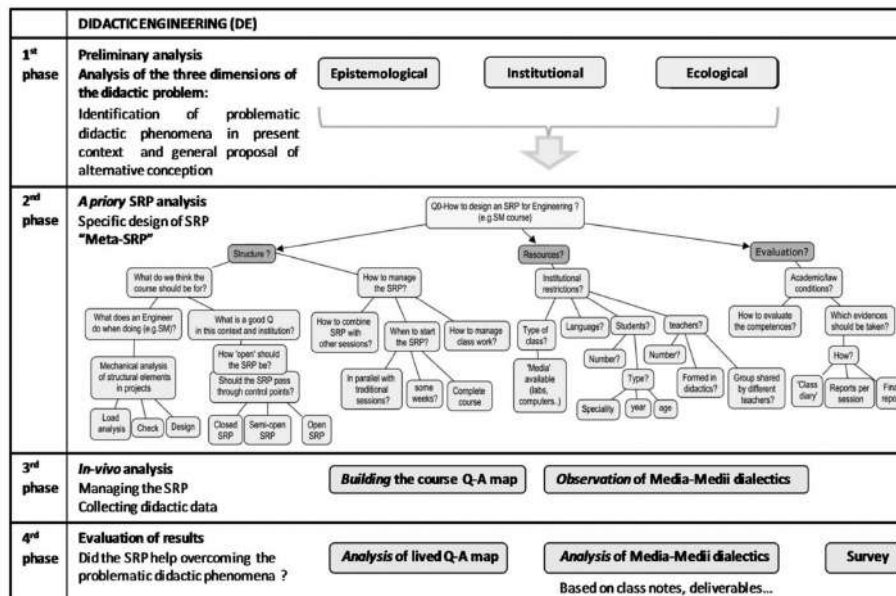 DIDACTIC ENGINEERING (DE)
1st phase
Preliminary analysis
Analysis of the three dimensions of the didactic problem:
Identification of problematic didactic phenomena in present context and general proposal of alternative conception
Epistemological
Institutional
Ecological
2nd phase
A priory SRP analysis
Specific design of SRP
"Meta-SRP"
Q0-How to design an SRP for Engineering ?
(e.g.SM course)
Structure ?
Resources?
Evaluation?
What do we think
the course should be for?
How to manage
the SRP?
Institutional
restrictions?
Academic/law
conditions?
What does an Engineer
do when doing (e.g.SM)?
What is a good Q
in this context and institution?
How to combine
SRP with
other sessions?
When to start
the SRP?
How to manage
class work?
Type of
class?
Language?
Students?
teachers?
How to evaluate
the competences?
Which evidences
should be taken?
Mechanical analysis
of structural elements
in projects
How 'open' should
the SRP be?
Should the SRP pass
through control points?
In parallel with
traditional
sessions?
some
weeks?
Complete
course
'Media'
available
(labs,
computers..)
Number?
Type?
Number?
Formed in
didactics?
Group shared
by different
teachers?
How?
Load
analysis
Check
Design
Closed
SRP
Semi-open
SRP
Open
SRP
Speciality
year
age
'Class
diary'
Reports per
session
3rd phase
In-vivo analysis
Managing the SRP
Collecting didactic data
Building the course Q-A map
Observation of Media-Medii dialectics
4th phase
Evaluation of results
Did the SRP help overcoming the
problematic didactic phenomena ?
Analysis of lived Q-A map
Analysis of Media-Medii dialectics
Survey
Based on class notes, deliverables...